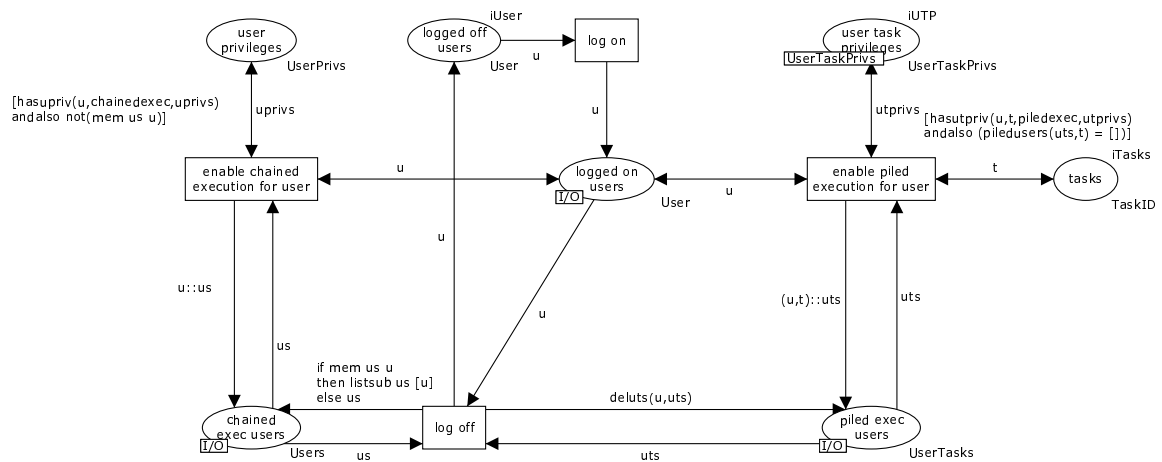 iUser
iUTP
user
privileges
logged off
users
u
log on
user task
privileges
UserTaskPrivs
UserPrivs
User
UserTaskPrivs
[hasupriv(u,chainedexec,uprivs)
andalso not(mem us u)]
uprivs
u
utprivs
[hasutpriv(u,t,piledexec,utprivs)
andalso (piledusers(uts,t) = [])]
iTasks
enable chained
execution for user
u
logged on
users
I/O
User
u
enable piled
execution for user
t
tasks
TaskID
u
u::us
us
u
(u,t)::uts
uts
if mem us u
then listsub us [u]
else us
deluts(u,uts)
chained
exec users
I/O
Users
us
log off
uts
piled exec
users
I/O
UserTasks